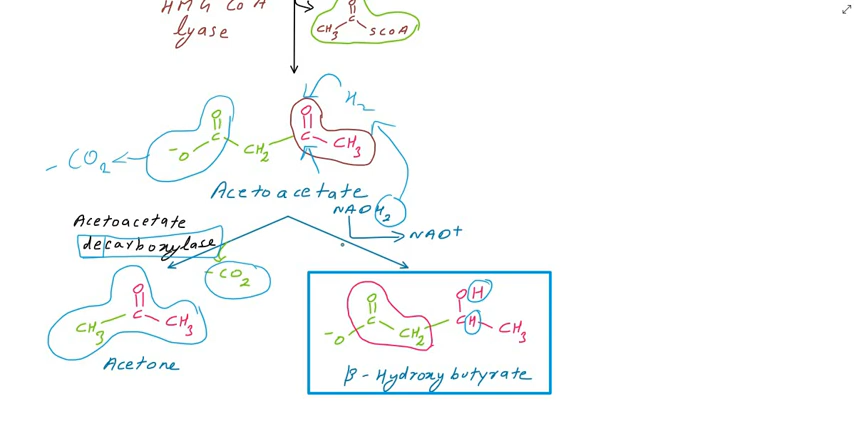 HMG COA
lyase
O
C
CH3
SCOA
H2
O
O
-O
C
CH2
C
CH3
- CO2
Acetoacetate
NADH2
NAD+
Acetoacetate
decarboxylase
-CO2
O
CH3
C
CH3
Acetone
O
OH
-O
C
CH2
CH
CH3
β - Hydroxy butyrate